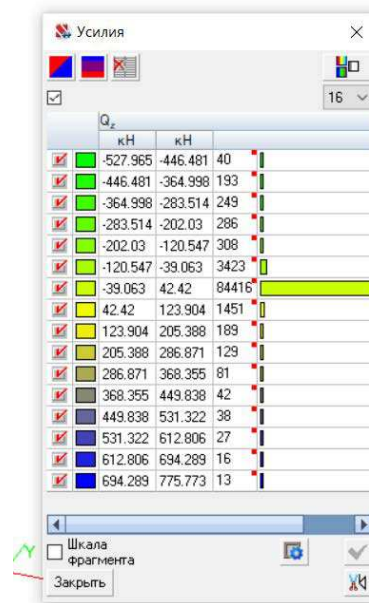 Усилия
16
Qz
кН кН
-527.965 -446.481 40
-446.481 -364.998 193
-364.998 -283.514 249
-283.514 -202.03 286
-202.03 -120.547 308
-120.547 -39.063 3423
-39.063 42.42 84416
42.42 123.904 1451
123.904 205.388 189
205.388 286.871 129
286.871 368.355 81
368.355 449.838 42
449.838 531.322 38
531.322 612.806 27
612.806 694.289 16
694.289 775.773 13
Y
Шкала
фрагмента
Закрыть